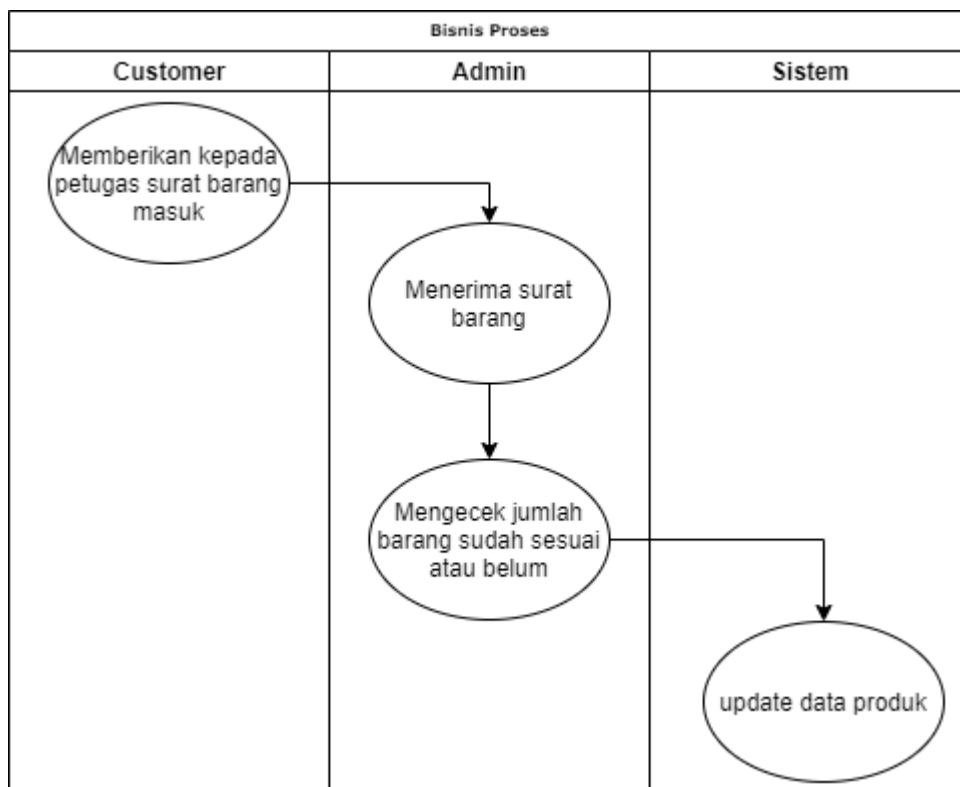 Bisnis Proses
Customer
Admin
Sistem
Memberikan kepada
petugas surat barang
masuk
Menerima surat
barang
Mengecek jumlah
barang sudah sesuai
atau belum
update data produk